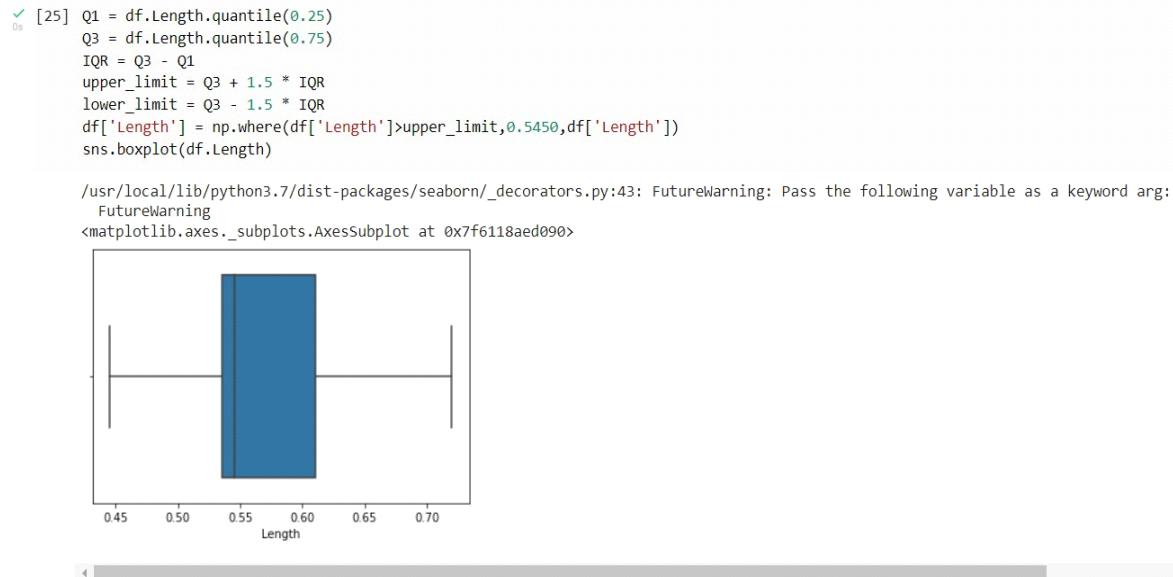 [25] Q1 = df.Length.quantile(0.25)
Q3 = df.Length.quantile(0.75)
IQR = Q3 - Q1
upper_limit = Q3 + 1.5 * IQR
lower_limit = Q3 - 1.5 * IQR
df['Length'] = np.where(df['Length']>upper_limit,0.5450,df['Length'])
sns.boxplot(df.Length)
0s
/usr/local/lib/python3.7/dist-packages/seaborn/_decorators.py:43: FutureWarning: Pass the following variable as a keyword arg:
FutureWarning
<matplotlib.axes._subplots.AxesSubplot at 0x7f6118aed090>
0.45 0.50 0.55 0.60 0.65 0.70
Length